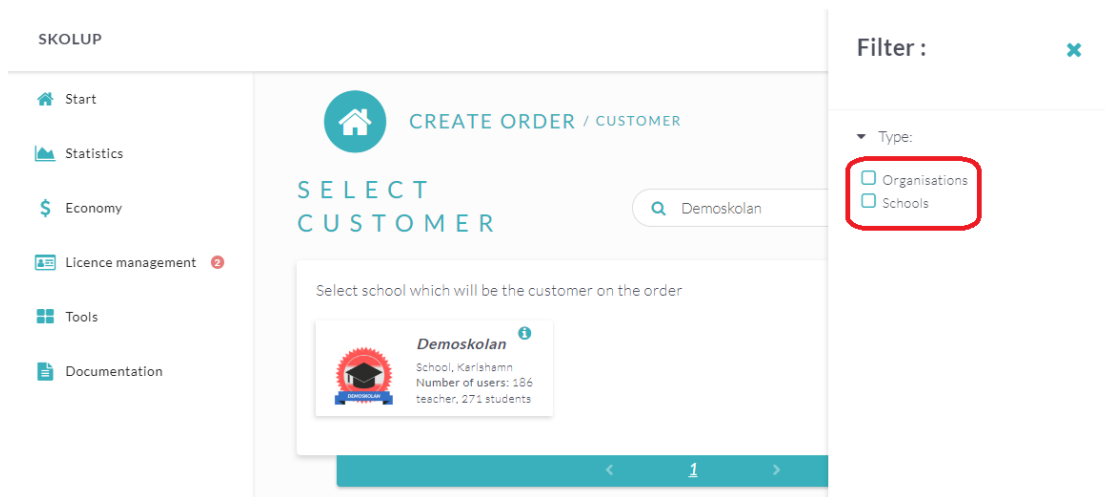 SKOLUP
Start
Statistics
Economy
Licence management 2
Tools
Documentation
CREATE ORDER / CUSTOMER
SELECT
CUSTOMER
Demoskolan
Select school which will be the customer on the order
Demoskolan
School, Karlshamn
Number of users: 186
teacher, 271 students
DEMOSKOLAN
< 1 >
Filter :
Type:
Organisations
Schools